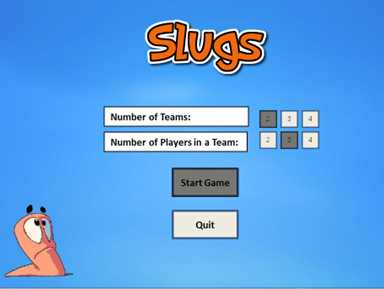 Slugs
Number of Teams: 2 3 4
Number of Players in a Team: 2 3 4
Start Game
Quit